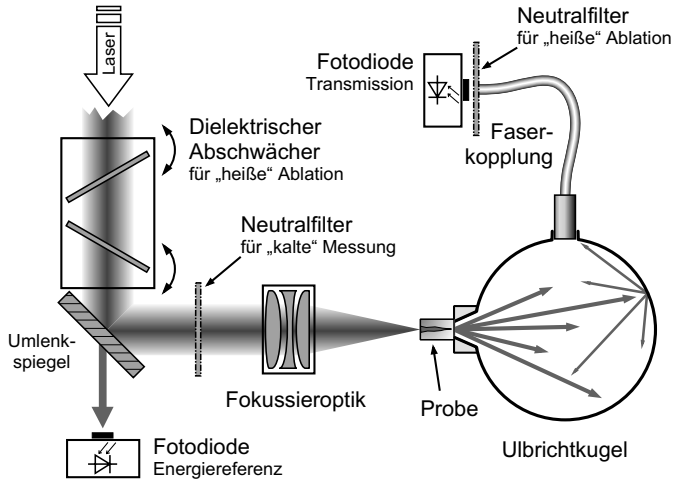 Laser
Neutralfilter
für „heiße“ Ablation
Fotodiode
Transmission
Dielektrischer
Abschwächer
für „heiße“ Ablation
Faser-
kopplung
Neutralfilter
für „kalte“ Messung
Umlenk-
spiegel
Fokussieroptik
Probe
Ulbrichtkugel
Fotodiode
Energiereferenz